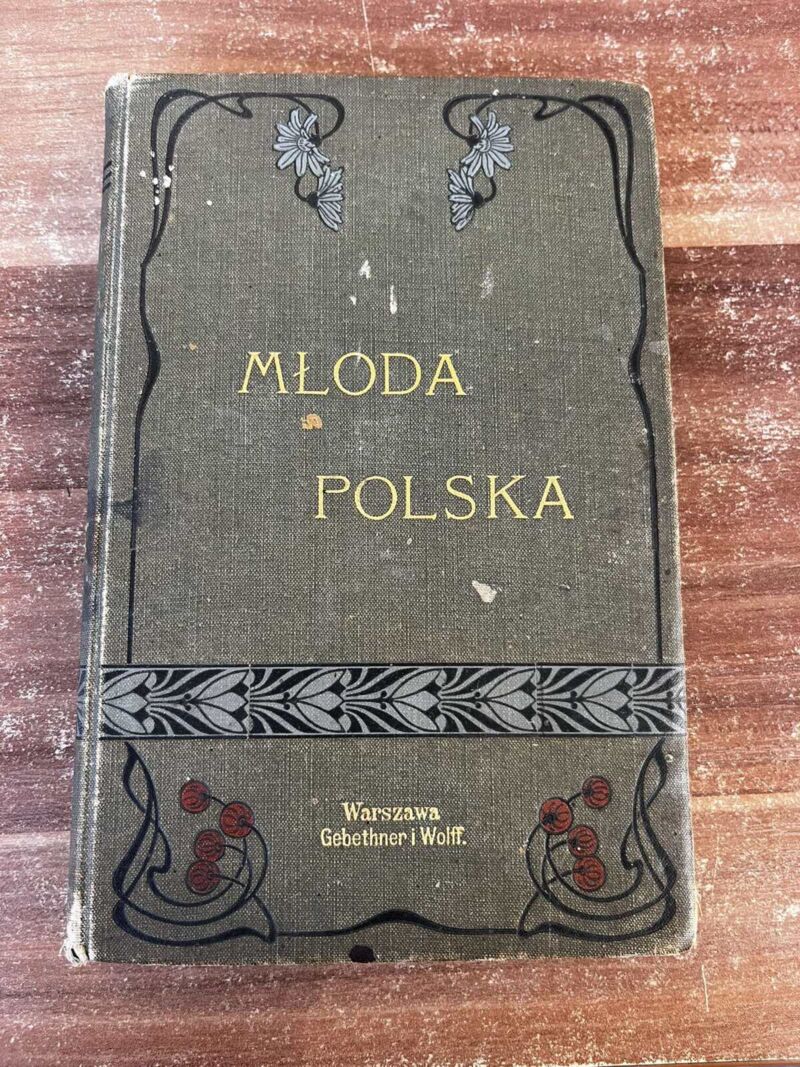 MŁODA
POLSKA
Warszawa
Gebethner i Wolff.